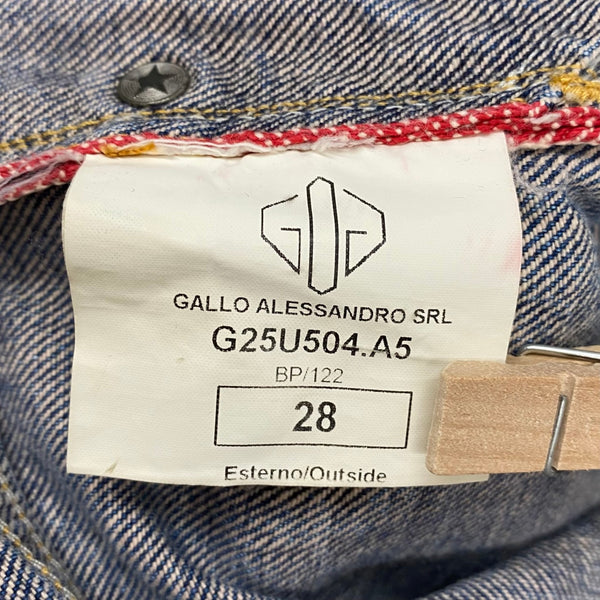 GALLO ALESSANDRO SRL
G25U504.A5
BP/122
28
Esterno/Outside